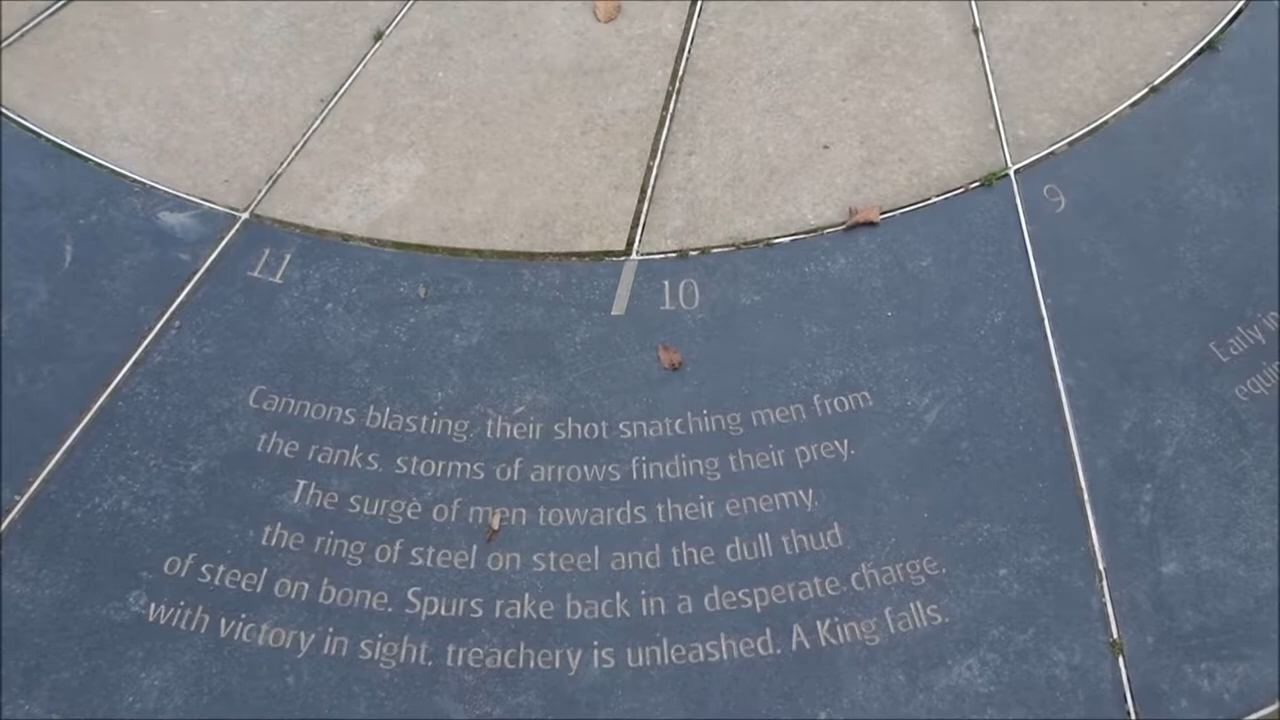 11
10
9
Early in
Cannons blasting, their shot snatching men from
the ranks, storms of arrows finding their prey.
The surge of men towards their enemy,
the ring of steel on steel and the dull thud
of steel on bone. Spurs rake back in a desperate charge,
with victory in sight, treachery is unleashed. A King falls.